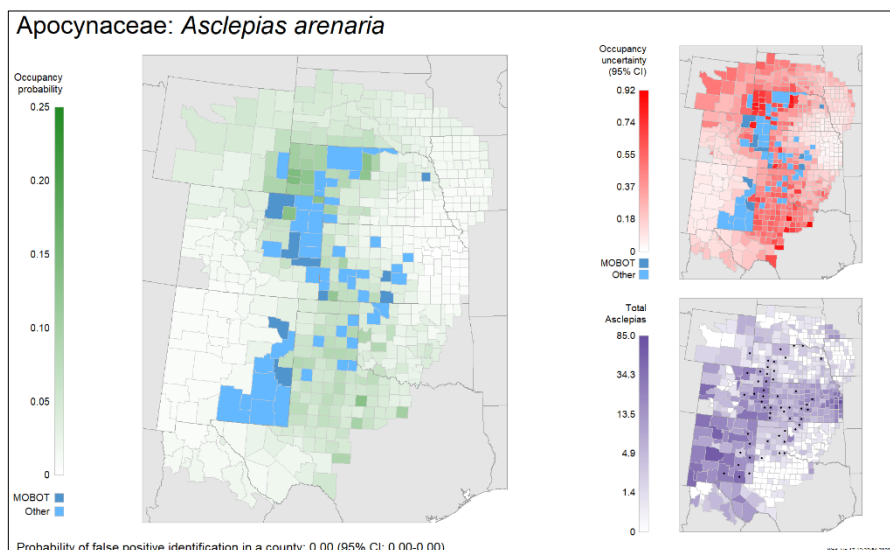 Apocynaceae: Asclepias arenaria
Occupancy
probability
0.25
0.20
0.15
0.10
0.05
0
MOBOT
Other
Occupancy
uncertainty
(95% CI)
0.92
0.74
0.55
0.37
0.18
0
MOBOT
Other
Total
Asclepias
85.0
34.3
13.5
4.9
1.4
0
Probability of false positive identification in a county: 0.00 (95% CI: 0.00-0.00)